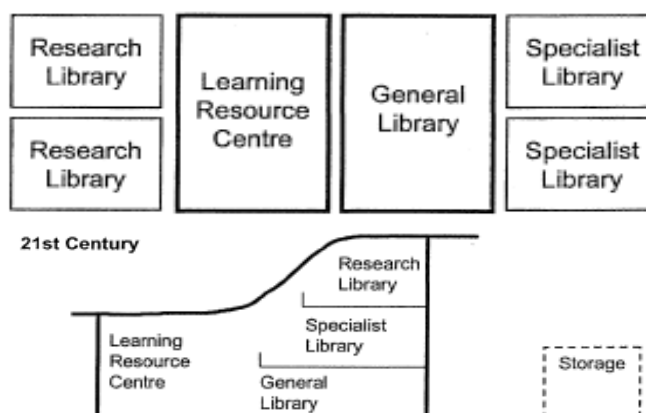 Research
Library
Learning
Resource
Centre
General
Library
Specialist
Library
Research
Library
Specialist
Library
21st Century
Research
Library
Specialist
Library
Learning
Resource
Centre
General
Library
Storage